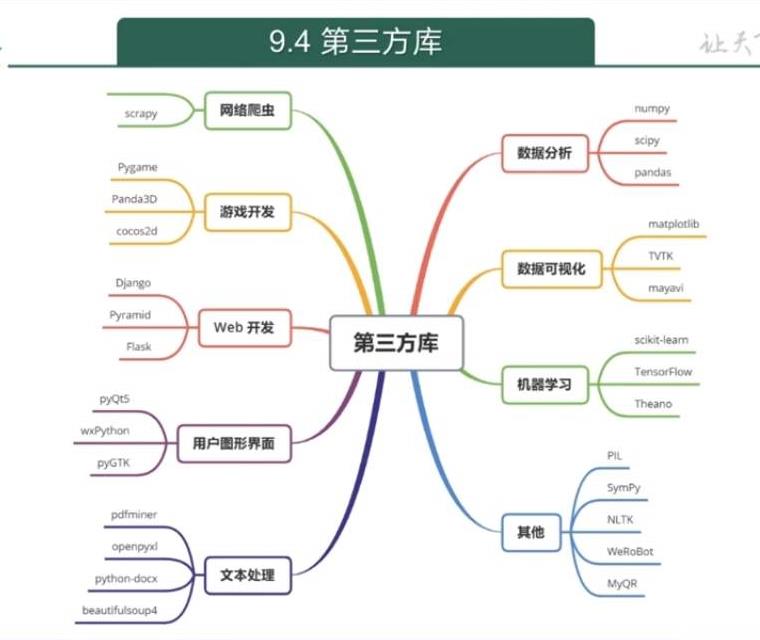 9.4 第三方库
让天
第三方库
网络爬虫
scrapy
游戏开发
Pygame
Panda3D
cocos2d
Web 开发
Django
Pyramid
Flask
用户图形界面
pyQt5
wxPython
pyGTK
文本处理
pdfminer
openpyxl
python-docx
beautifulsoup4
数据分析
numpy
scipy
pandas
数据可视化
matplotlib
TVTK
mayavi
机器学习
scikit-learn
TensorFlow
Theano
其他
PIL
SymPy
NLTK
WeRoBot
MyQR